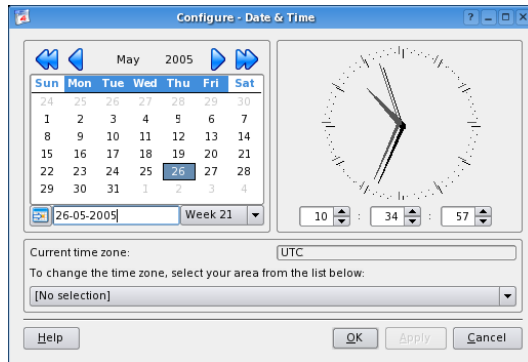 Configure - Date & Time
May 2005
Sun Mon Tue Wed Thu Fri Sat
24 25 26 27 28 29 30
1 2 3 4 5 6 7
8 9 10 11 12 13 14
15 16 17 18 19 20 21
22 23 24 25 26 27 28
29 30 31 1 2 3 4
26-05-2005 Week 21
10 : 34 : 57
Current time zone: UTC
To change the time zone, select your area from the list below:
[No selection]
Help OK Apply Cancel